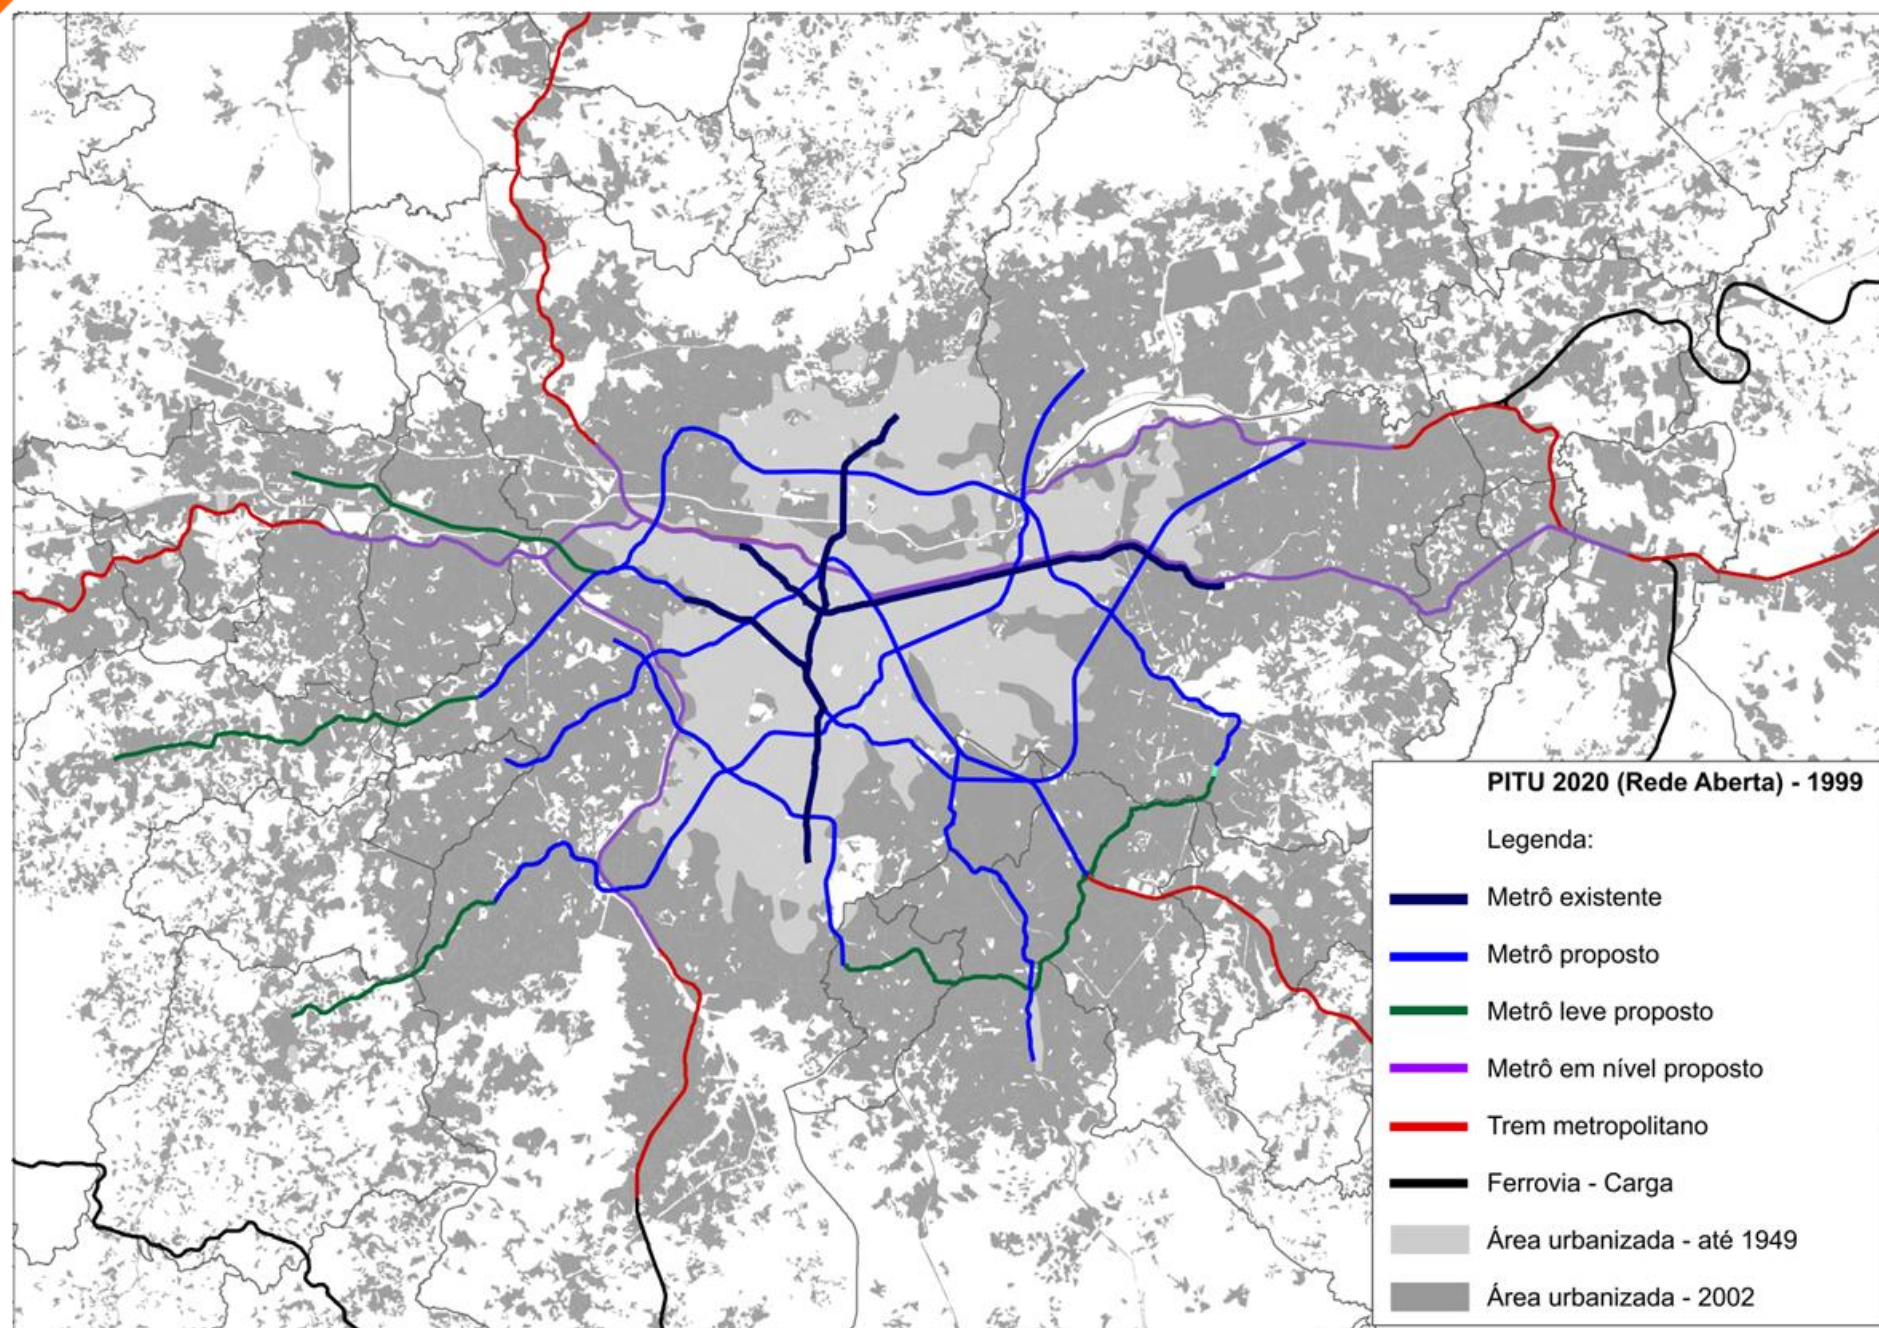 PITU 2020 (Rede Aberta) - 1999
Legenda:
Metrô existente
Metrô proposto
Metrô leve proposto
Metrô em nível proposto
Trem metropolitano
Ferrovia - Carga
Área urbanizada - até 1949
Área urbanizada - 2002